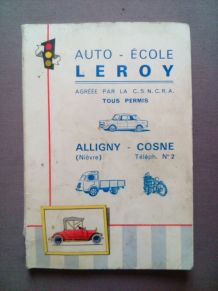 AUTO - ÉCOLE
LEROY
AGRÉÉE PAR LA C.S.N.C.R.A.
TOUS PERMIS
ALLIGNY - COSNE
(Nièvre) Téléph. N° 2